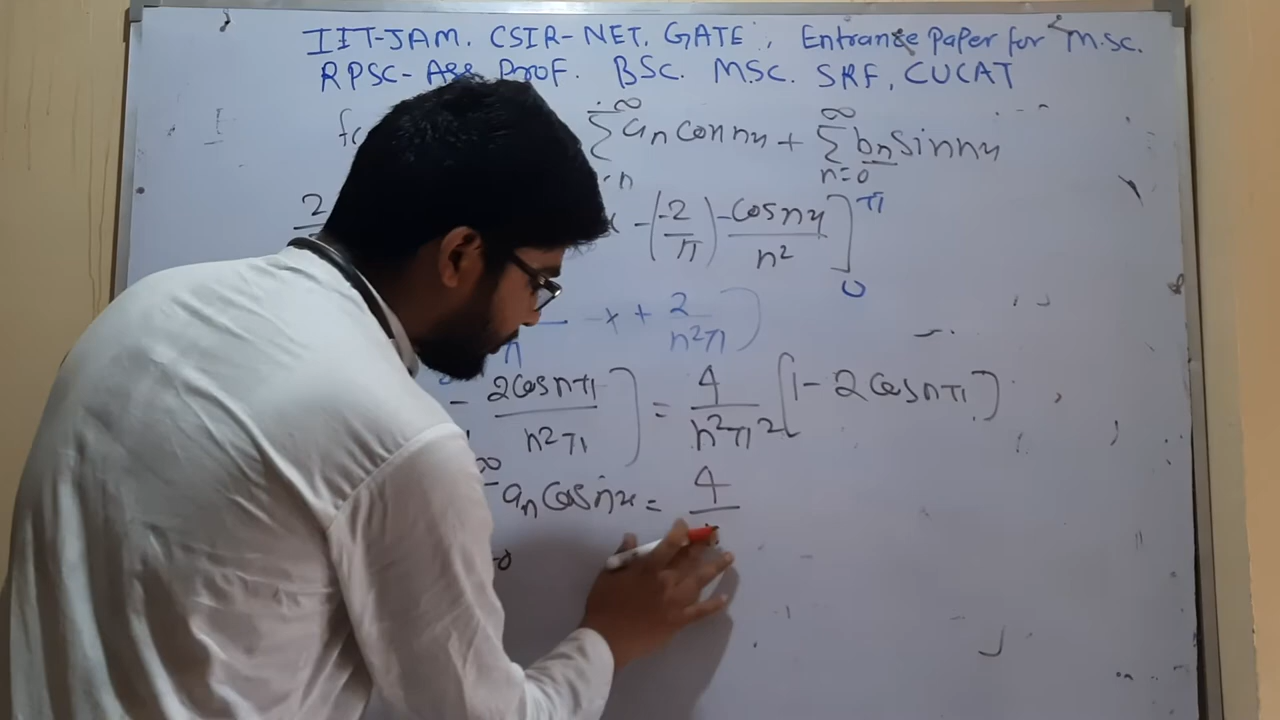 IIT-JAM. CSIR-NET. GATE, Entrance Paper for M.SC.
RPSC-Ass Prof. BSC. MSC. SRF, CUCAT
∞ ∑ an cos nx + ∞ ∑ n=0 bn sin nx
2 -(-2/π) -cos nx/n² ]π 0
n × + 2/n²π )
- 2cos nπ/n²π ] = 4/n²π² [1 - 2cos nπ]
∞ an cos nx = 4